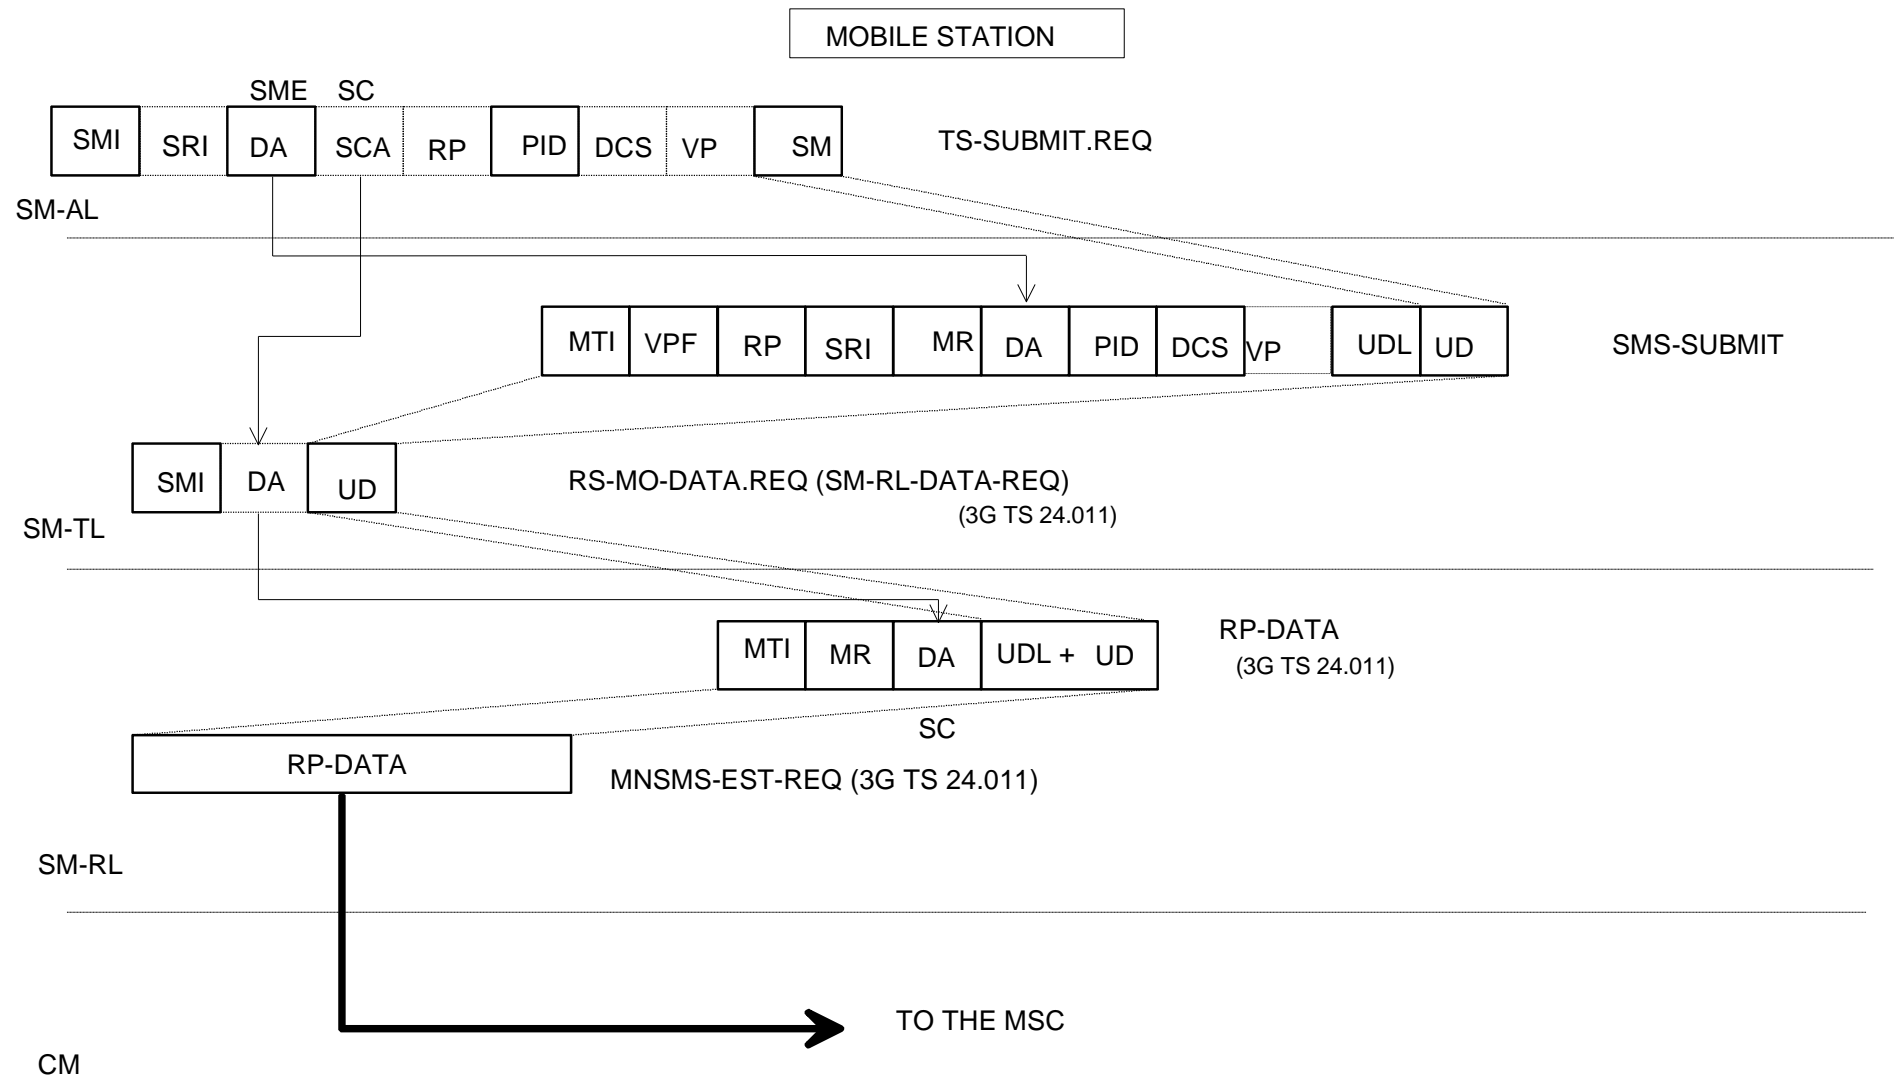 MOBILE STATION
SME SC
SMI SRI DA SCA RP PID DCS VP SM TS-SUBMIT.REQ
SM-AL
MTI VPF RP SRI MR DA PID DCS VP UDL UD SMS-SUBMIT
SMI DA UD RS-MO-DATA.REQ (SM-RL-DATA-REQ)
(3G TS 24.011)
SM-TL
MTI MR DA UDL + UD RP-DATA
(3G TS 24.011)
SC
RP-DATA MNSMS-EST-REQ (3G TS 24.011)
SM-RL
TO THE MSC
CM